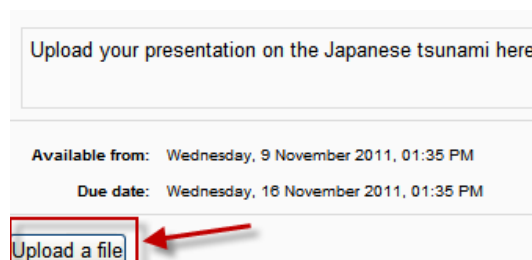 Upload your presentation on the Japanese tsunami here
Available from: Wednesday, 9 November 2011, 01:35 PM
Due date: Wednesday, 16 November 2011, 01:35 PM
Upload a file